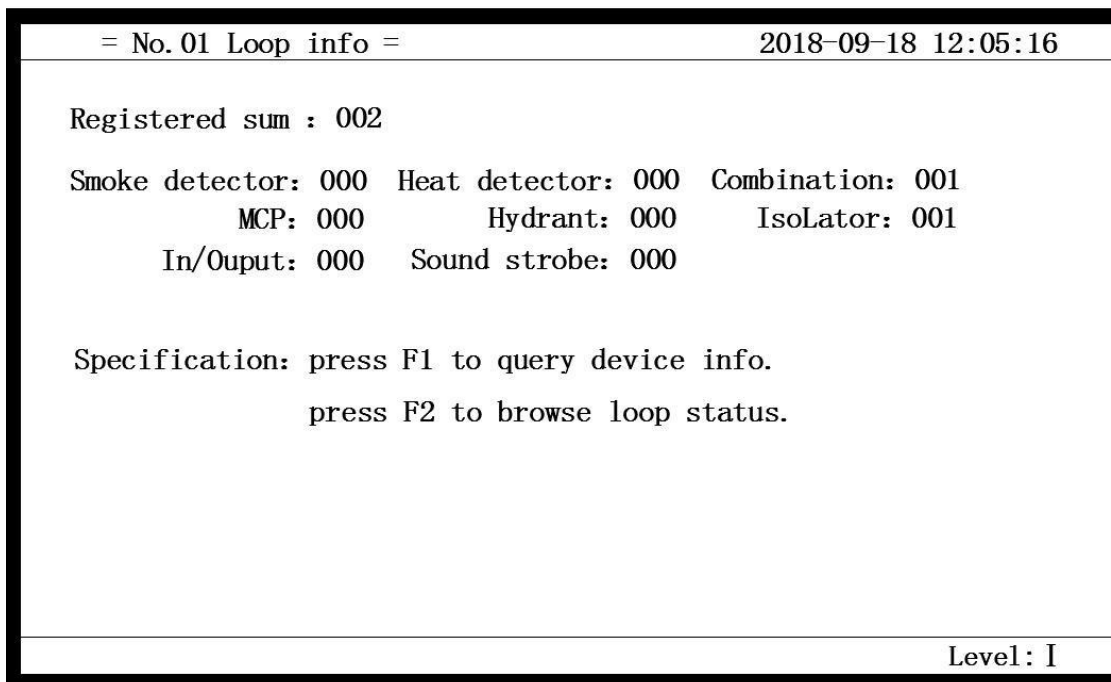 = No.01 Loop info = 2018-09-18 12:05:16
Registered sum : 002
Smoke detector: 000 Heat detector: 000 Combination: 001
MCP: 000 Hydrant: 000 IsoLator: 001
In/Ouput: 000 Sound strobe: 000
Specification: press F1 to query device info.
press F2 to browse loop status.
Level: I